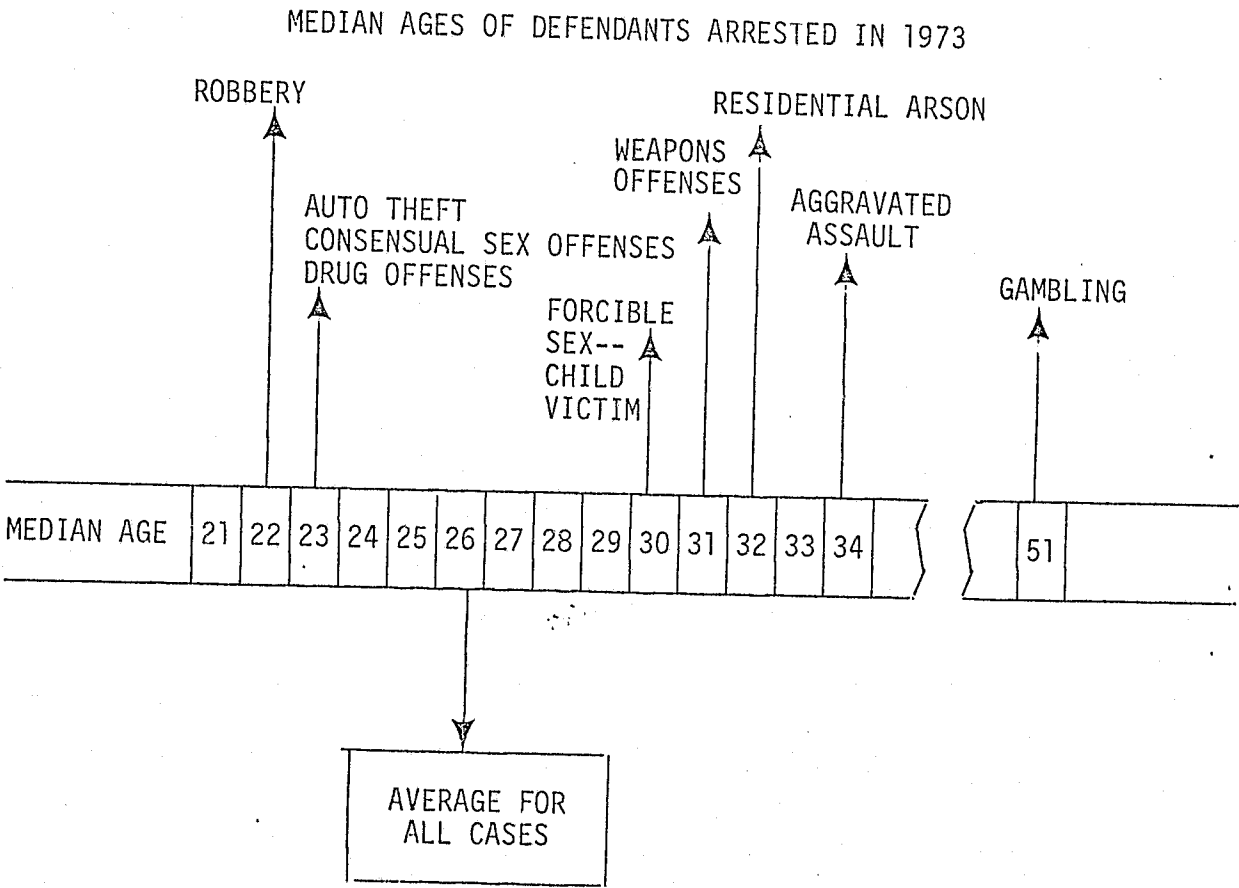 MEDIAN AGES OF DEFENDANTS ARRESTED IN 1973
ROBBERY
RESIDENTIAL ARSON
WEAPONS
OFFENSES
AGGRAVATED
ASSAULT
AUTO THEFT
CONSENSUAL SEX OFFENSES
DRUG OFFENSES
GAMBLING
FORCIBLE
SEX--
CHILD
VICTIM
MEDIAN AGE 21 22 23 24 25 26 27 28 29 30 31 32 33 34 51
AVERAGE FOR
ALL CASES